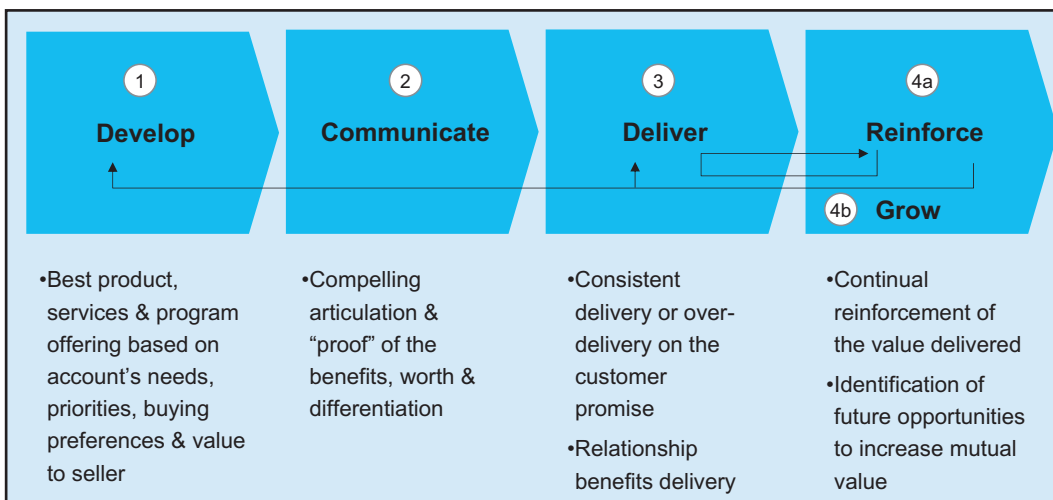 1
Develop
2
Communicate
3
Deliver
4a
Reinforce
4b Grow
•Best product,
services & program
offering based on
account’s needs,
priorities, buying
preferences & value
to seller
•Compelling
articulation &
“proof” of the
benefits, worth &
differentiation
•Consistent
delivery or over-
delivery on the
customer
promise
•Relationship
benefits delivery
•Continual
reinforcement of
the value delivered
•Identification of
future opportunities
to increase mutual
value